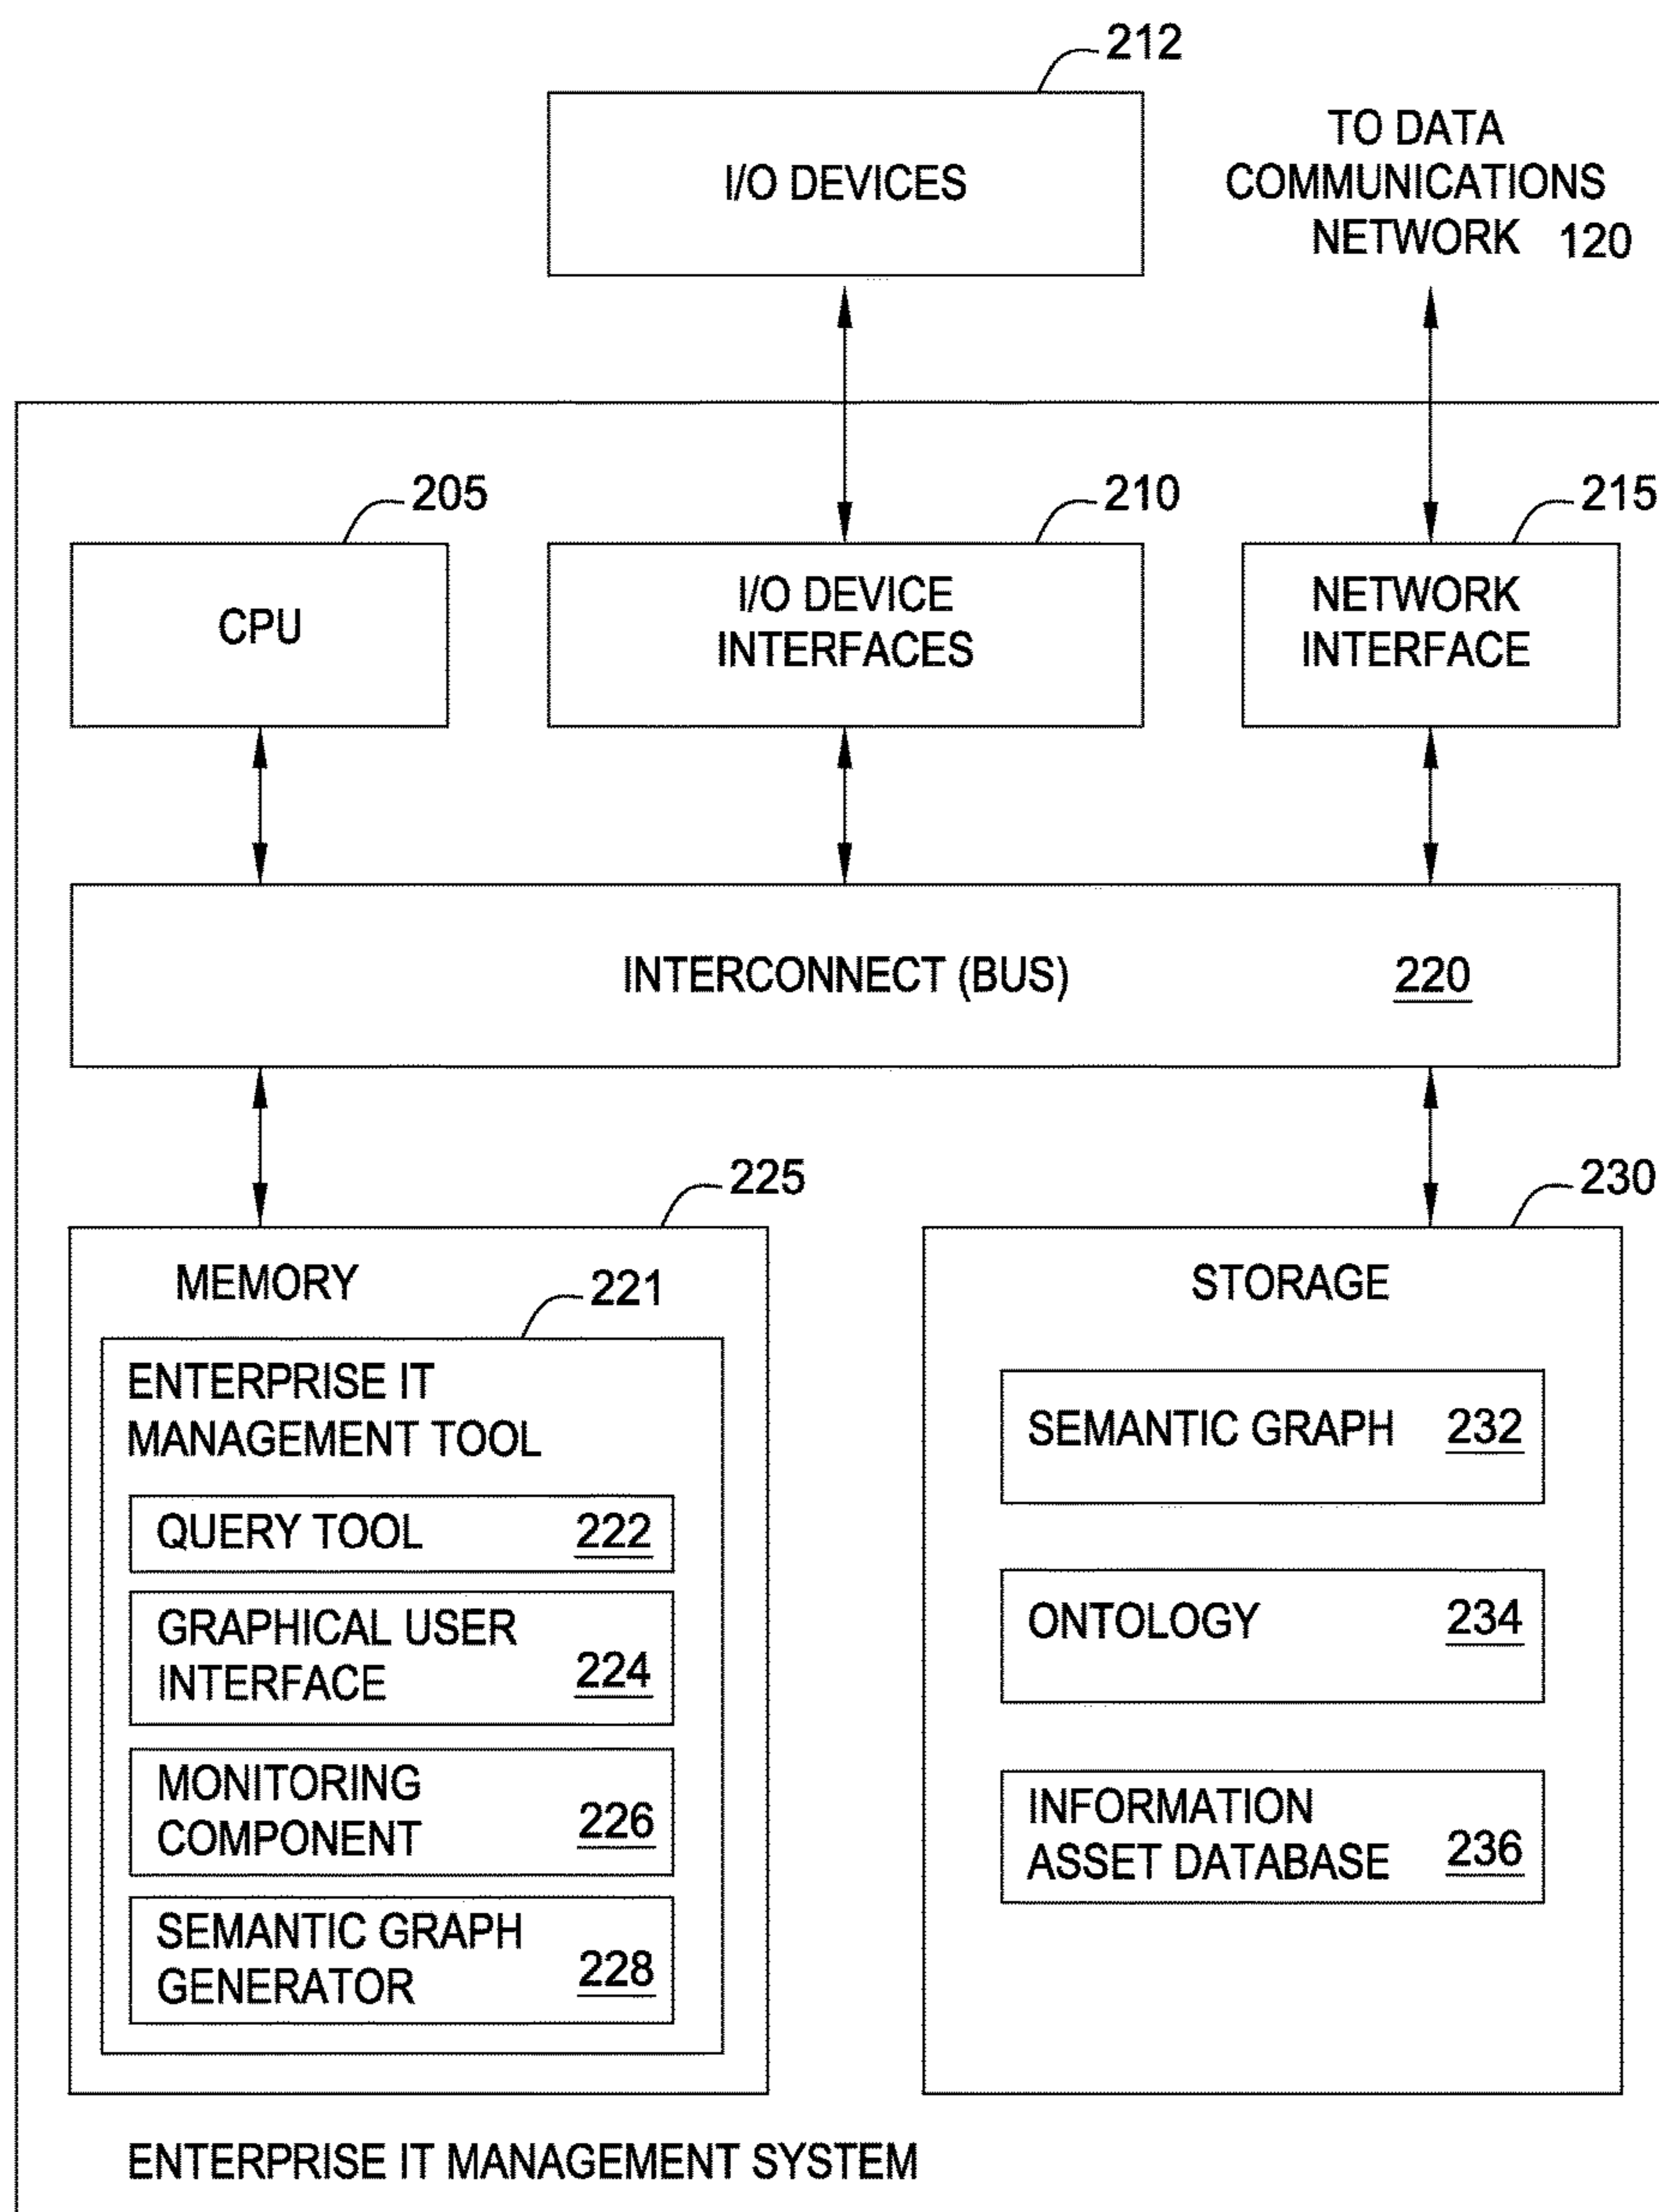 212
I/O DEVICES
TO DATA
COMMUNICATIONS
NETWORK 120
205
210
215
CPU
I/O DEVICE
INTERFACES
NETWORK
INTERFACE
INTERCONNECT (BUS) 220
225
230
MEMORY
221
ENTERPRISE IT
MANAGEMENT TOOL
QUERY TOOL 222
GRAPHICAL USER
INTERFACE 224
MONITORING
COMPONENT 226
SEMANTIC GRAPH
GENERATOR 228
STORAGE
SEMANTIC GRAPH 232
ONTOLOGY 234
INFORMATION
ASSET DATABASE 236
ENTERPRISE IT MANAGEMENT SYSTEM